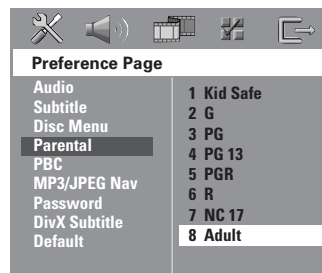 Preference Page
Audio
Subtitle
Disc Menu
Parental
PBC
MP3/JPEG Nav
Password
DivX Subtitle
Default
1 Kid Safe
2 G
3 PG
4 PG 13
5 PGR
6 R
7 NC 17
8 Adult